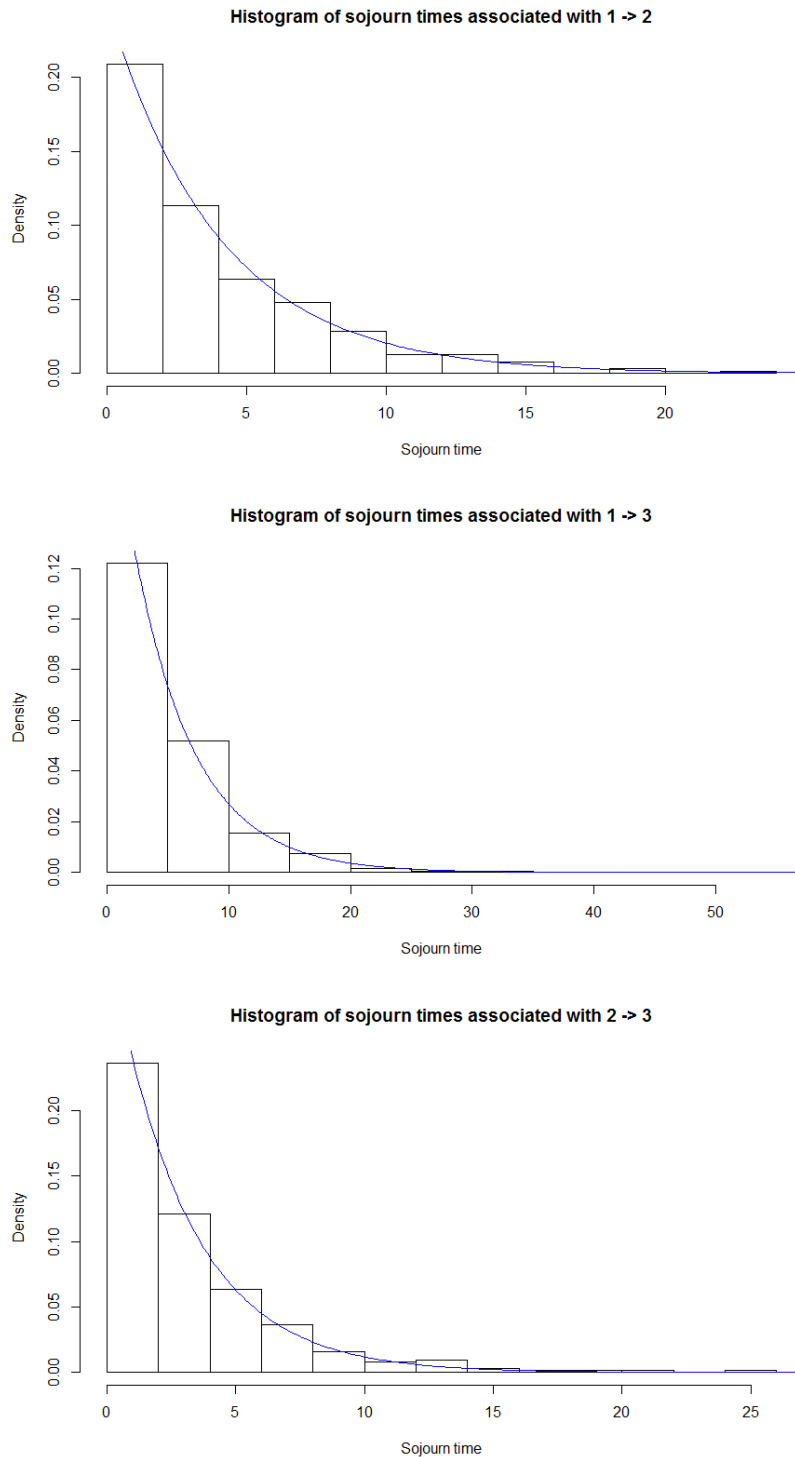 Histogram of sojourn times associated with 1 -> 2
Density
0.20
0.15
0.10
0.05
0.00
0 5 10 15 20
Sojourn time
Histogram of sojourn times associated with 1 -> 3
Density
0.12
0.10
0.08
0.06
0.04
0.02
0.00
0 10 20 30 40 50
Sojourn time
Histogram of sojourn times associated with 2 -> 3
Density
0.20
0.15
0.10
0.05
0.00
0 5 10 15 20 25
Sojourn time